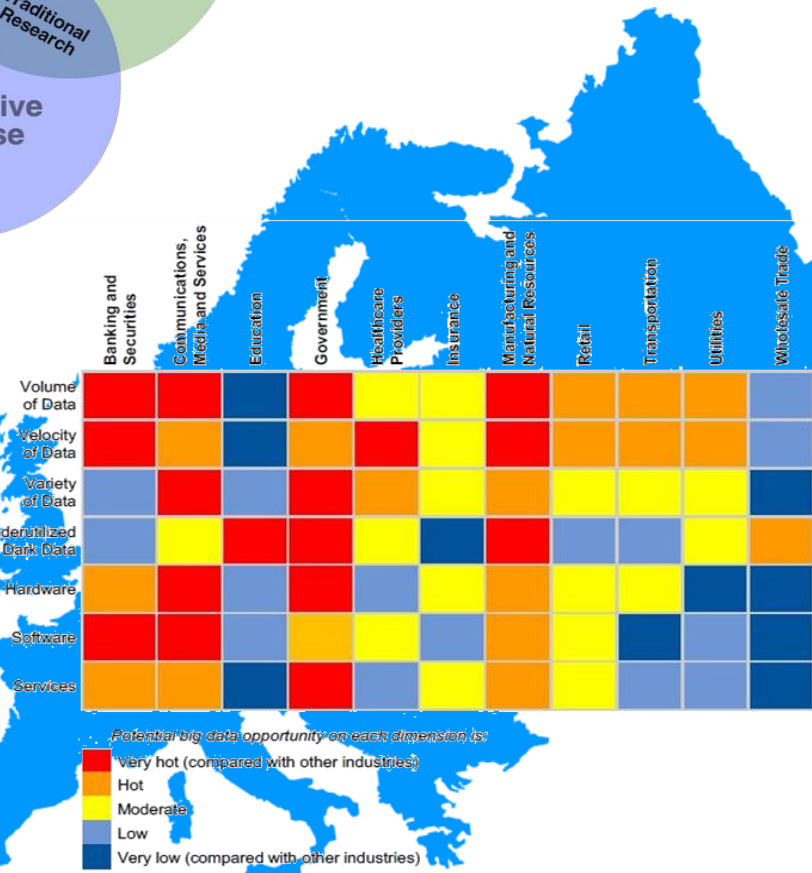 Traditional
Research
ive
se
Banking and
Securities
Communications,
Media and Services
Education
Government
Healthcare
Providers
Insurance
Manufacturing and
Natural Resources
Retail
Transportation
Utilities
Wholesale Trade
Volume
of Data
Velocity
of Data
Variety
of Data
derutilized
Dark Data
Hardware
Software
Services
Potential big data opportunity on each dimension is:
Very hot (compared with other industries)
Hot
Moderate
Low
Very low (compared with other industries)